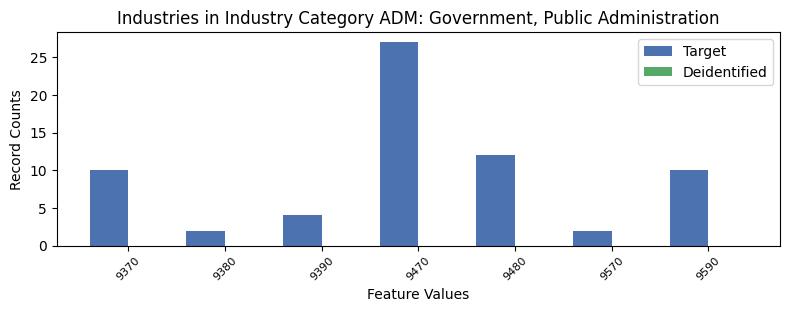 Industries in Industry Category ADM: Government, Public Administration
Target
Deidentified
Record Counts
25
20
15
10
5
0
9370
9380
9390
9470
9480
9570
9590
Feature Values